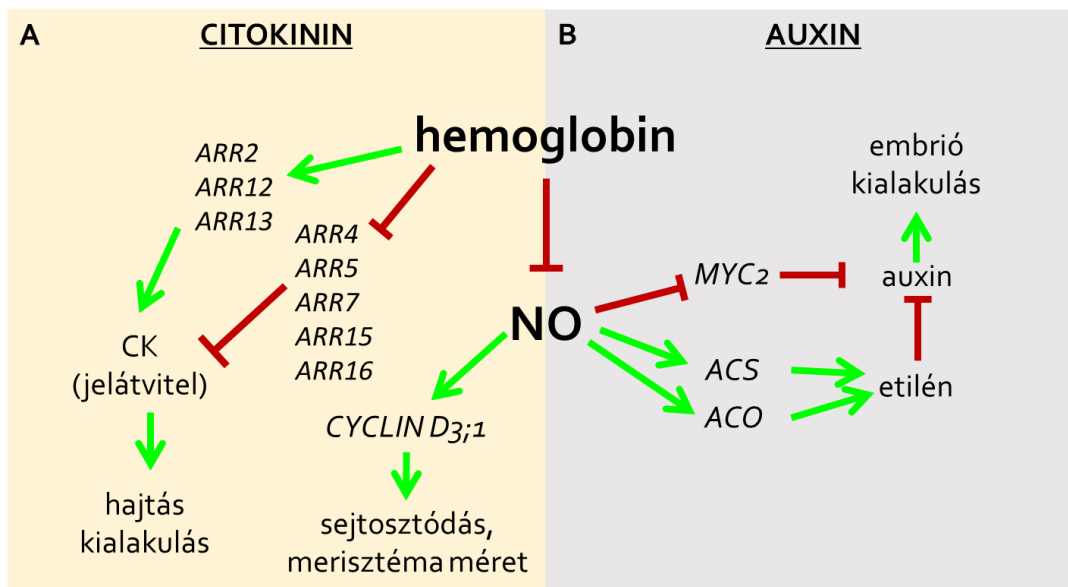 A
CITOKININ
hemoglobin
ARR2
ARR12
ARR13
ARR4
ARR5
ARR7
ARR15
ARR16
CK
(jelátvitel)
hajtás
kialakulás
NO
CYCLIN D3;1
sejtosztódás,
merisztéma méret
B
AUXIN
embrió
kialakulás
MYC2
auxin
ACS
ACO
etilén